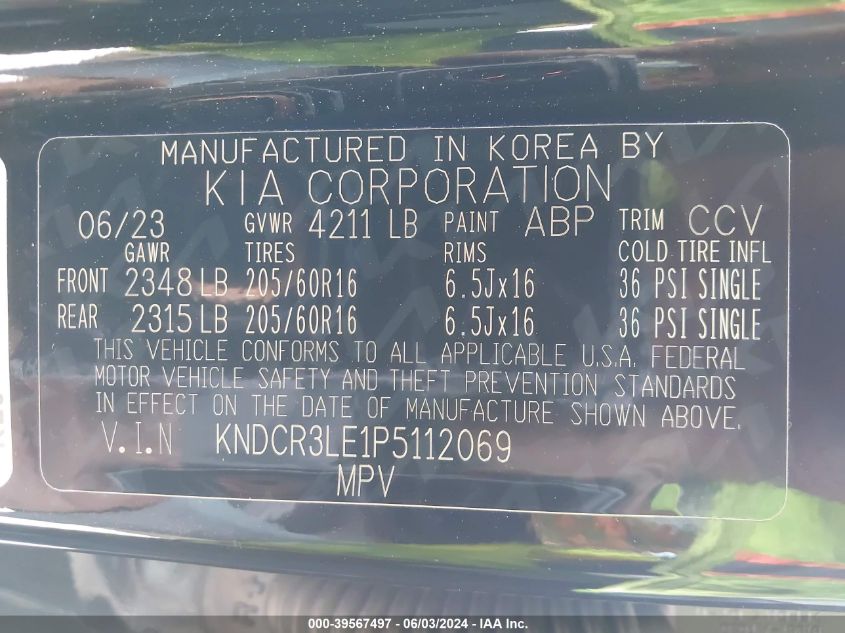 MANUFACTURED IN KOREA BY
KIA CORPORATION
06/23 GVWR 4211 LB PAINT ABP TRIM CCV
GAWR TIRES RIMS COLD TIRE INFL
FRONT 2348 LB 205/60R16 6.5Jx16 36 PSI SINGLE
REAR 2315 LB 205/60R16 6.5Jx16 36 PSI SINGLE
THIS VEHICLE CONFORMS TO ALL APPLICABLE U.S.A. FEDERAL
MOTOR VEHICLE SAFETY AND THEFT PREVENTION STANDARDS
IN EFFECT ON THE DATE OF MANUFACTURE SHOWN ABOVE.
V.I.N KNDCR3LE1P5112069
MPV
000-39567497 - 06/03/2024 - IAA Inc.